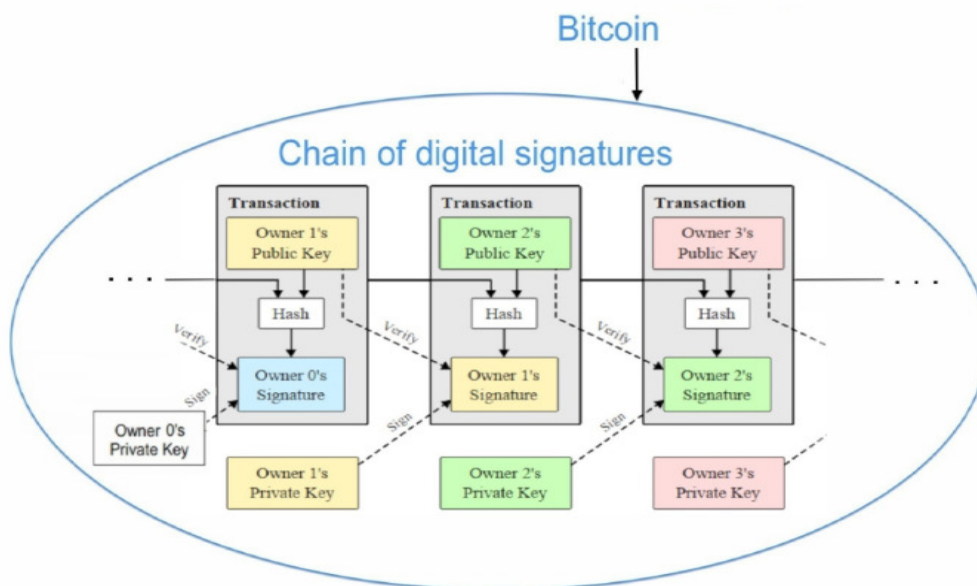 Bitcoin
Chain of digital signatures
Transaction
Owner 1's
Public Key
Hash
Verify
Owner 0's
Signature
Sign
Owner 0's
Private Key
Owner 1's
Private Key
Transaction
Owner 2's
Public Key
Hash
Verify
Owner 1's
Signature
Sign
Owner 2's
Private Key
Transaction
Owner 3's
Public Key
Hash
Verify
Owner 2's
Signature
Sign
Owner 3's
Private Key
. . .
. . .